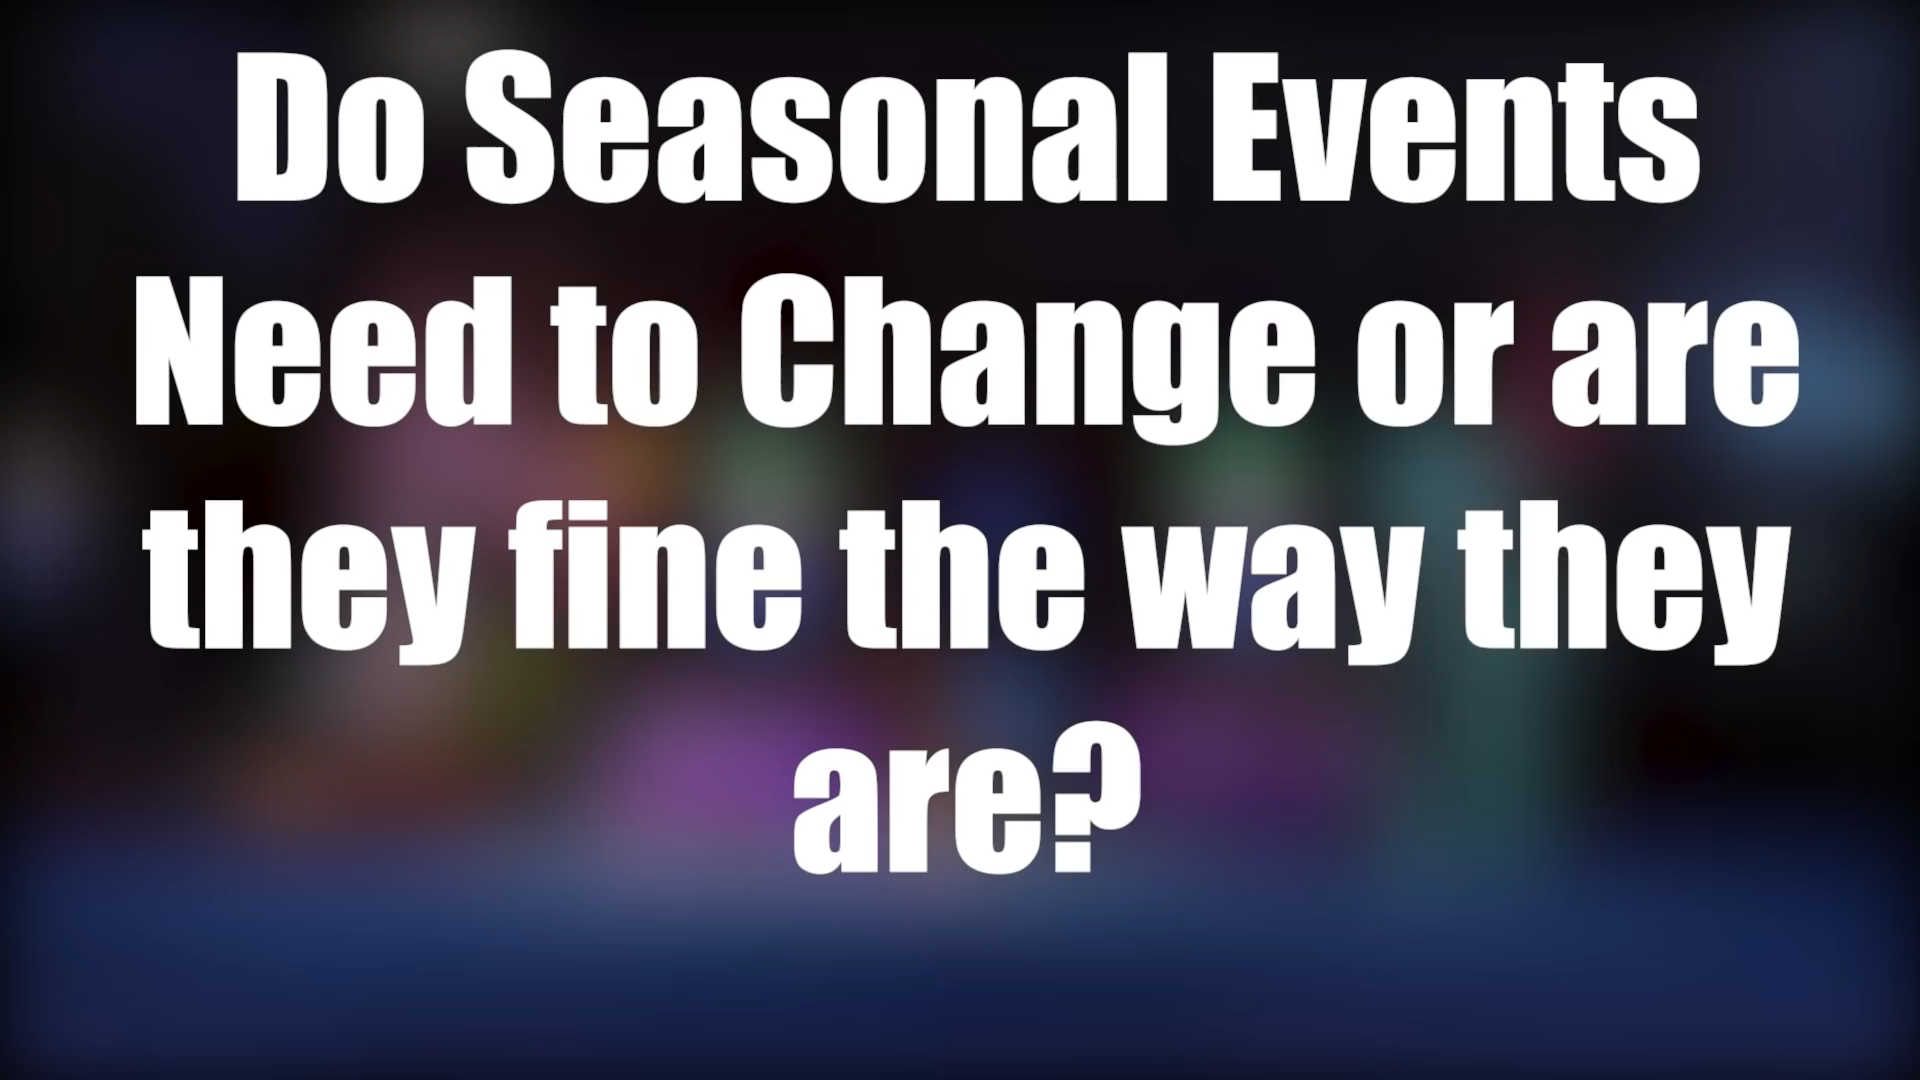 Do Seasonal Events
Need to Change or are
they fine the way they
are?